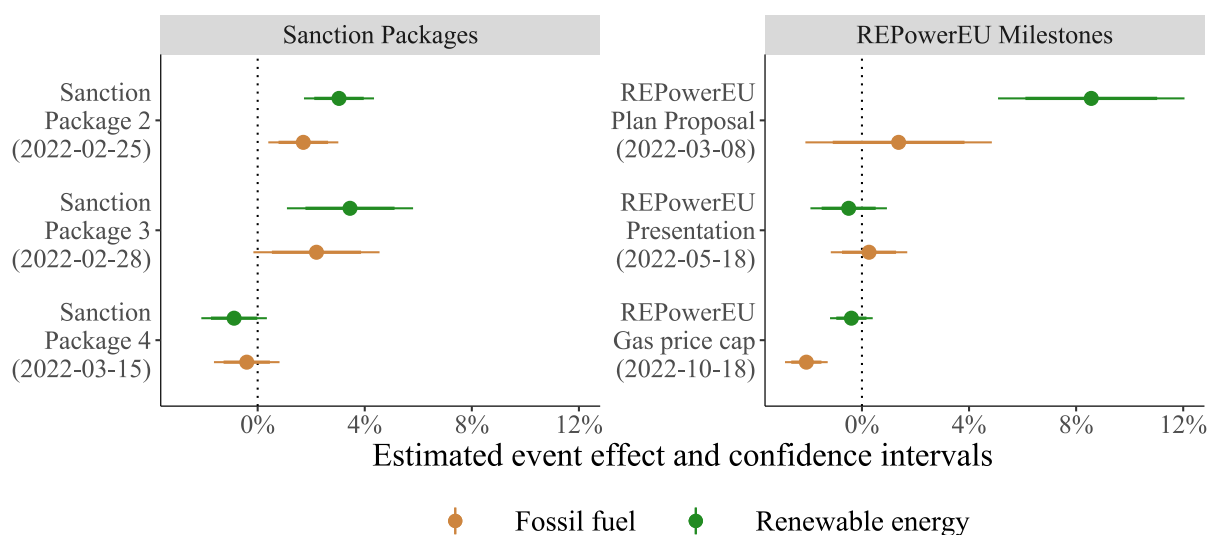 Sanction Packages
Sanction
Package 2
(2022-02-25)
Sanction
Package 3
(2022-02-28)
Sanction
Package 4
(2022-03-15)
0% 4% 8% 12%
REPowerEU Milestones
REPowerEU
Plan Proposal
(2022-03-08)
REPowerEU
Presentation
(2022-05-18)
REPowerEU
Gas price cap
(2022-10-18)
0% 4% 8% 12%
Estimated event effect and confidence intervals
Fossil fuel Renewable energy